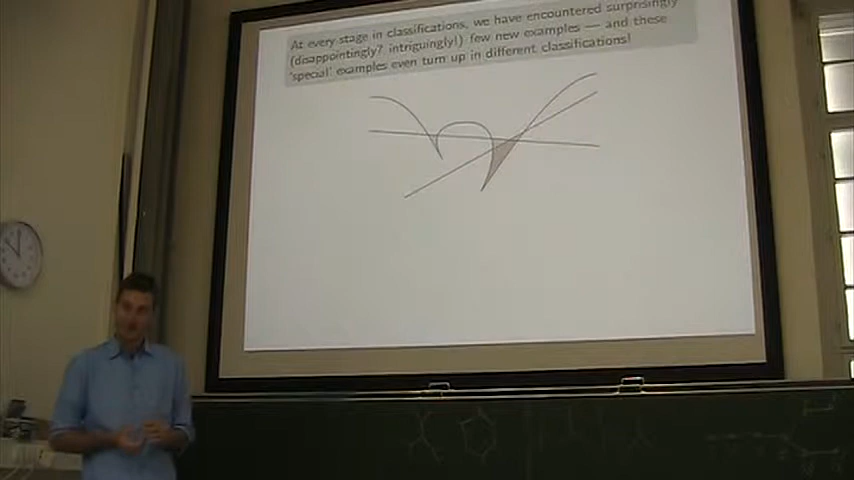 At every stage in classifications, we have encountered surprisingly
(disappointingly? intriguingly!) few new examples — and these
'special' examples even turn up in different classifications!